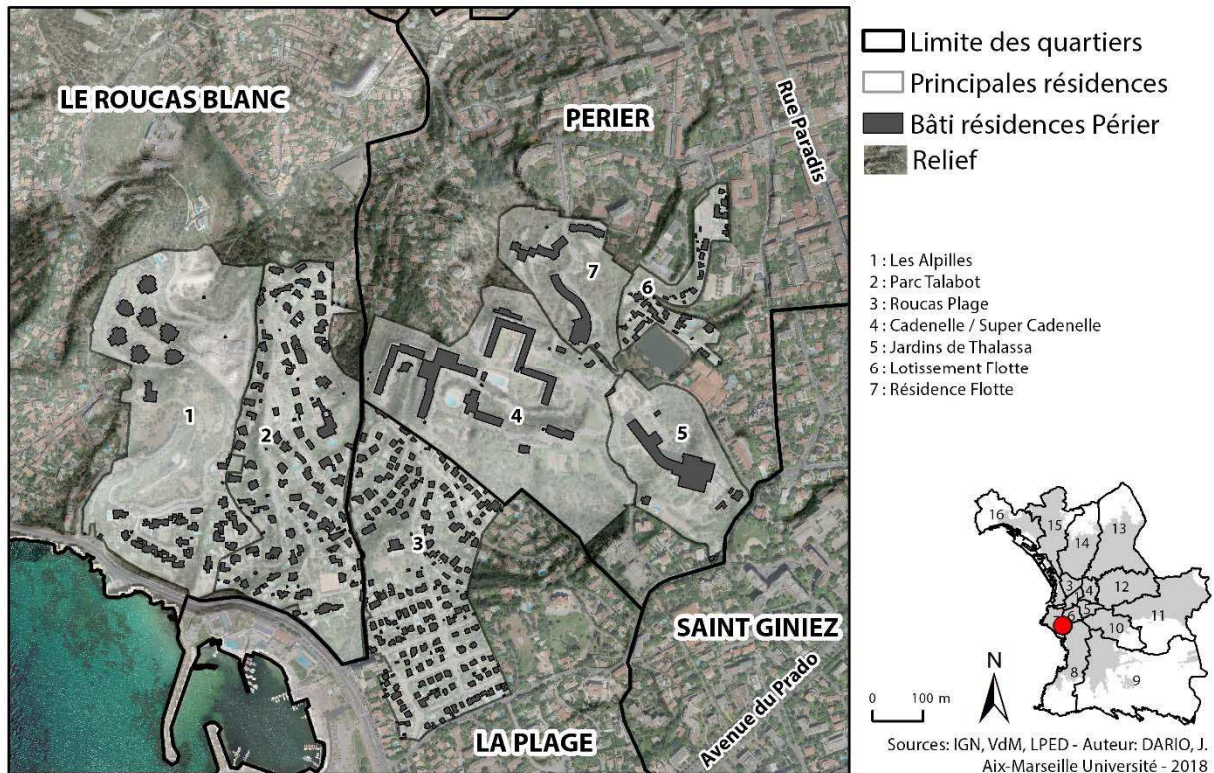 LE ROUCAS BLANC
PERIER
Rue Paradis
7
6
1
2
4
5
3
SAINT GINIEZ
LA PLAGE
Avenue du Prado
Limite des quartiers
Principales résidences
Bâti résidences Périer
Relief
1 : Les Alpilles
2 : Parc Talabot
3 : Roucas Plage
4 : Cadenelle / Super Cadenelle
5 : Jardins de Thalassa
6 : Lotissement Flotte
7 : Résidence Flotte
16
15
14
13
3
4
12
5
6
11
10
8
9
N
0 100 m
Sources: IGN, VdM, LPED - Auteur: DARIO, J.
Aix-Marseille Université - 2018